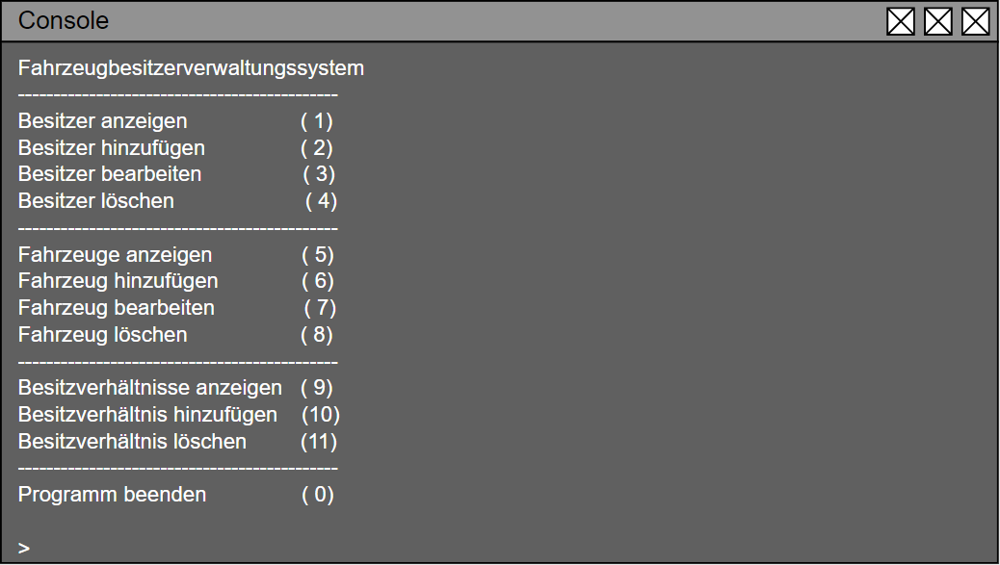 Console
Fahrzeugbesitzerverwaltungssystem
---------------------------------------------
Besitzer anzeigen ( 1)
Besitzer hinzufügen ( 2)
Besitzer bearbeiten ( 3)
Besitzer löschen ( 4)
---------------------------------------------
Fahrzeuge anzeigen ( 5)
Fahrzeug hinzufügen ( 6)
Fahrzeug bearbeiten ( 7)
Fahrzeug löschen ( 8)
---------------------------------------------
Besitzverhältnisse anzeigen ( 9)
Besitzverhältnis hinzufügen (10)
Besitzverhältnis löschen (11)
---------------------------------------------
Programm beenden ( 0)
>